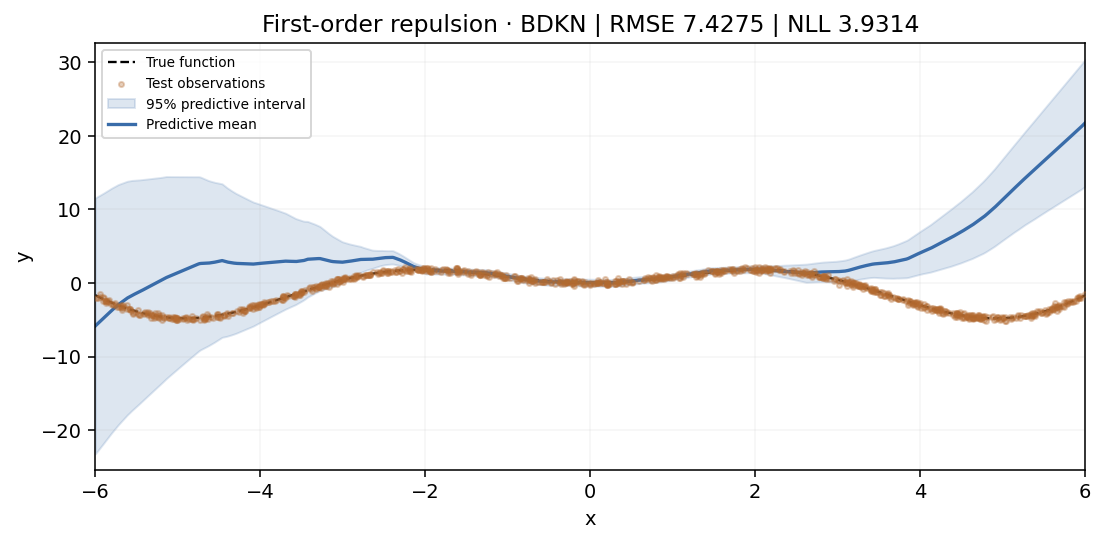 First-order repulsion · BDKN | RMSE 7.4275 | NLL 3.9314
True function
Test observations
95% predictive interval
Predictive mean
30
20
10
0
−10
−20
y
−6
−4
−2
0
2
4
6
x